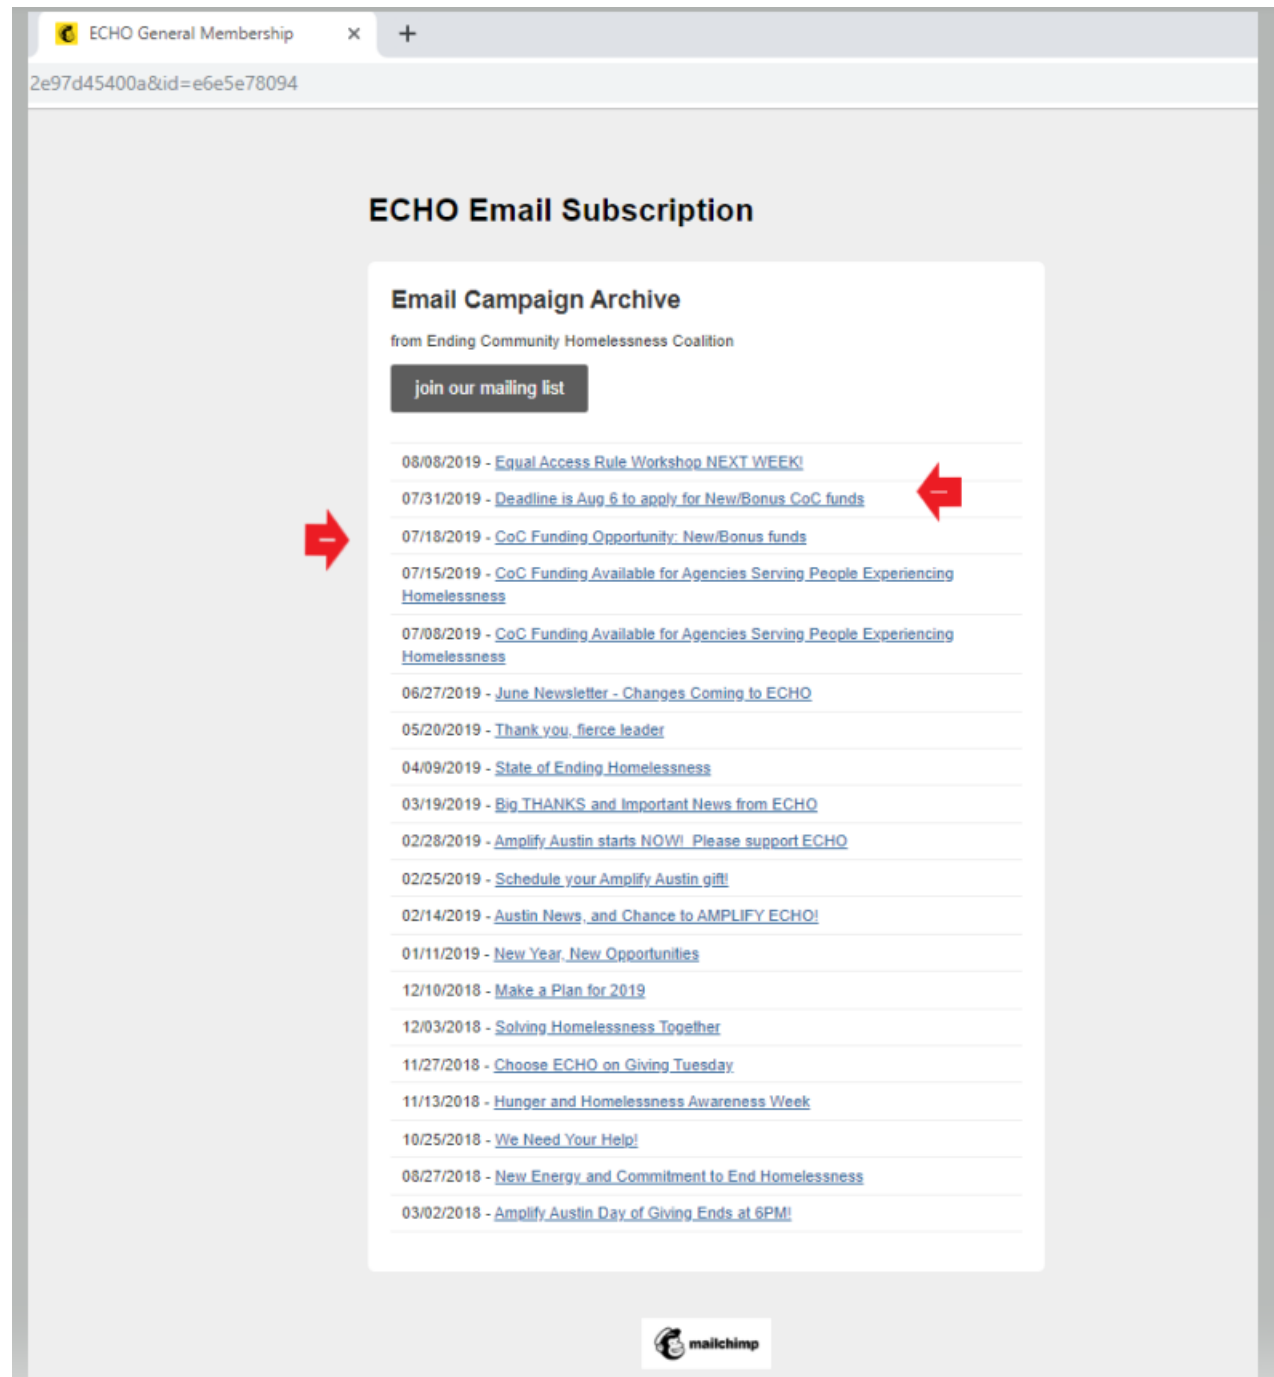 ECHO General Membership
2e97d45400a&id=e6e5e78094
ECHO Email Subscription
Email Campaign Archive
from Ending Community Homelessness Coalition
join our mailing list
08/08/2019 - Equal Access Rule Workshop NEXT WEEK!
07/31/2019 - Deadline is Aug 6 to apply for New/Bonus CoC funds
07/18/2019 - CoC Funding Opportunity: New/Bonus funds
07/15/2019 - CoC Funding Available for Agencies Serving People Experiencing
Homelessness
07/08/2019 - CoC Funding Available for Agencies Serving People Experiencing
Homelessness
06/27/2019 - June Newsletter - Changes Coming to ECHO
05/20/2019 - Thank you, fierce leader
04/09/2019 - State of Ending Homelessness
03/19/2019 - Big THANKS and Important News from ECHO
02/28/2019 - Amplify Austin starts NOW!  Please support ECHO
02/25/2019 - Schedule your Amplify Austin gift!
02/14/2019 - Austin News, and Chance to AMPLIFY ECHO!
01/11/2019 - New Year, New Opportunities
12/10/2018 - Make a Plan for 2019
12/03/2018 - Solving Homelessness Together
11/27/2018 - Choose ECHO on Giving Tuesday
11/13/2018 - Hunger and Homelessness Awareness Week
10/25/2018 - We Need Your Help!
08/27/2018 - New Energy and Commitment to End Homelessness
03/02/2018 - Amplify Austin Day of Giving Ends at 6PM!
mailchimp